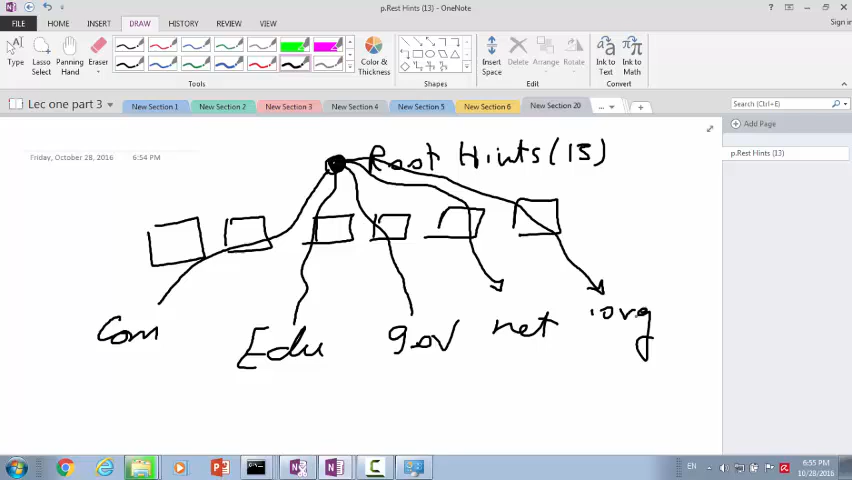 p.Rest Hints (13) - OneNote
FILE HOME INSERT DRAW HISTORY REVIEW VIEW
Sign in
Type Lasso Select Panning Hand Eraser Color & Thickness Insert Space Delete Arrange Rotate Ink to Text Ink to Math
Tools Shapes Edit Convert
Lec one part 3 New Section 1 New Section 2 New Section 3 New Section 4 New Section 5 New Section 6 New Section 20 ... Search (Ctrl+E)
Add Page
p.Rest Hints (13)
Friday, October 28, 2016 6:54 PM
Root Hints (13)
Com Edu gov net .org
EN 6:55 PM
10/28/2016